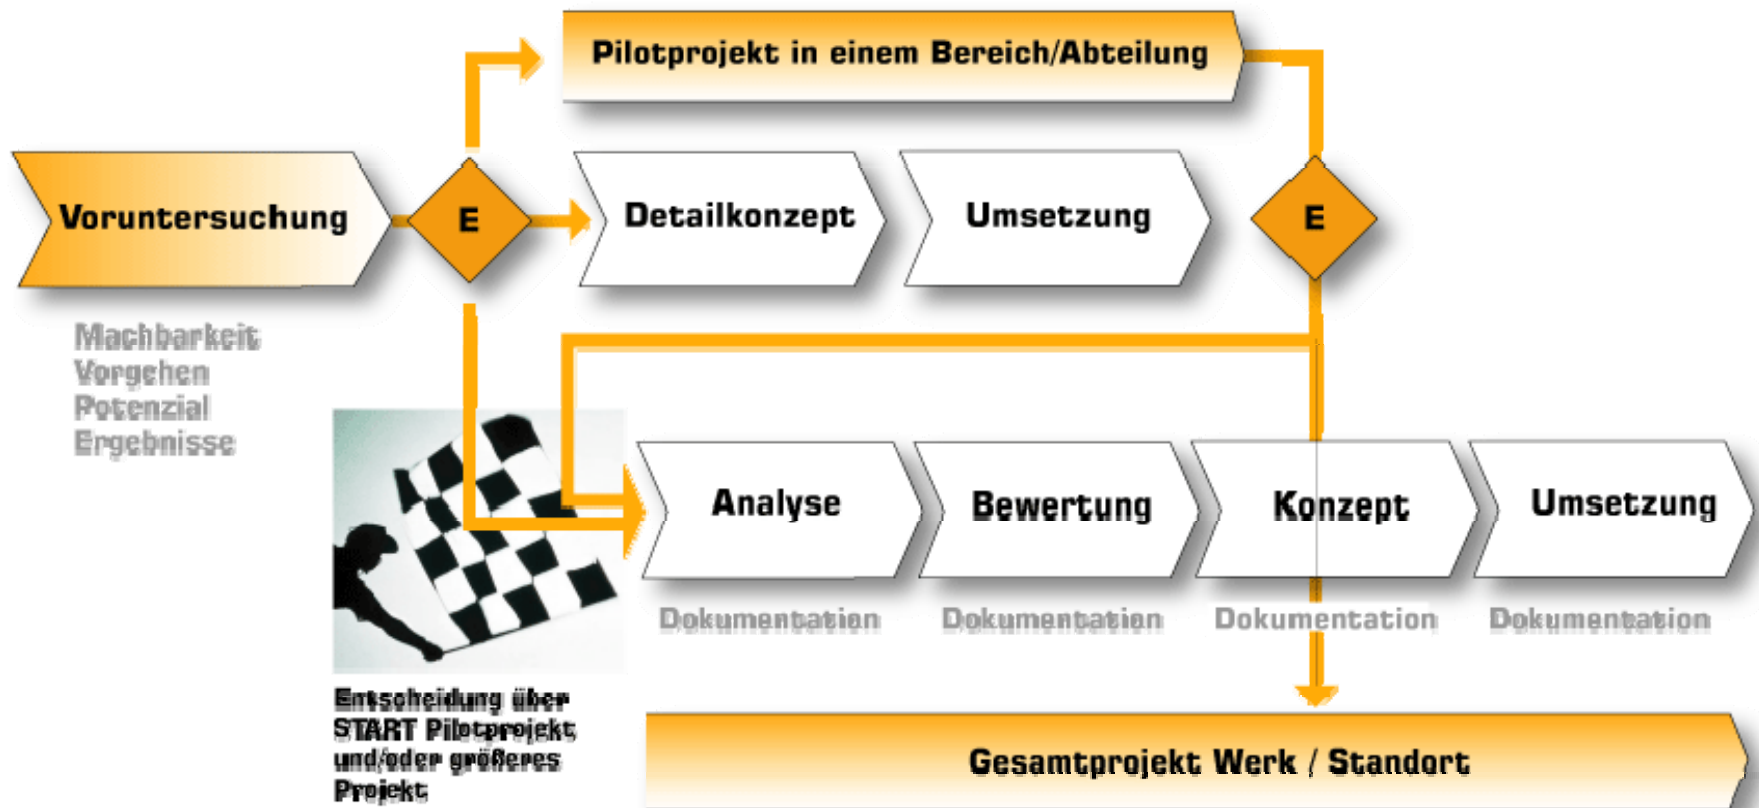 Pilotprojekt in einem Bereich/Abteilung
Voruntersuchung
E
Detailkonzept
Umsetzung
E
Machbarkeit
Vorgehen
Potenzial
Ergebnisse
Analyse
Bewertung
Konzept
Umsetzung
Dokumentation
Dokumentation
Dokumentation
Dokumentation
Entscheidung über
START Pilotprojekt
und/oder größeres
Projekt
Gesamtprojekt Werk / Standort